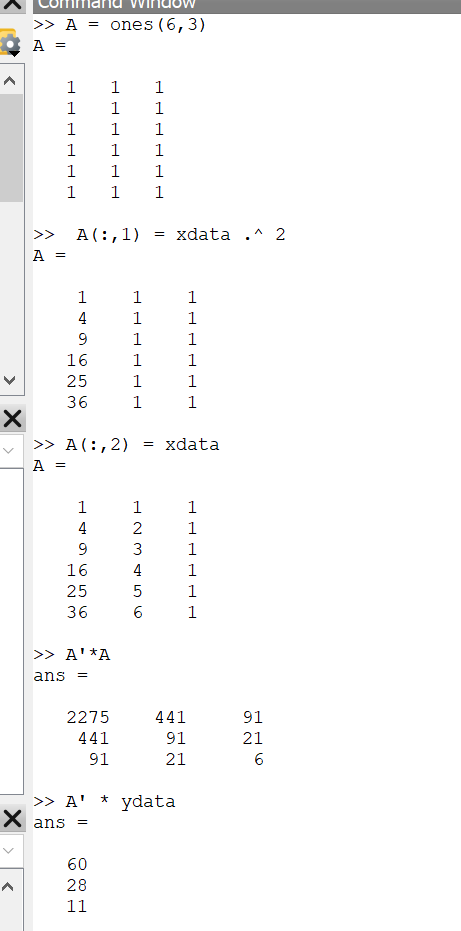 Command Window
>> A = ones(6,3)
A =
1 1 1
1 1 1
1 1 1
1 1 1
1 1 1
1 1 1
>>  A(:,1) = xdata .^ 2
A =
1 1 1
4 1 1
9 1 1
16 1 1
25 1 1
36 1 1
>> A(:,2) = xdata
A =
1 1 1
4 2 1
9 3 1
16 4 1
25 5 1
36 6 1
>> A'*A
ans =
2275 441 91
441 91 21
91 21 6
>> A' * ydata
ans =
60
28
11